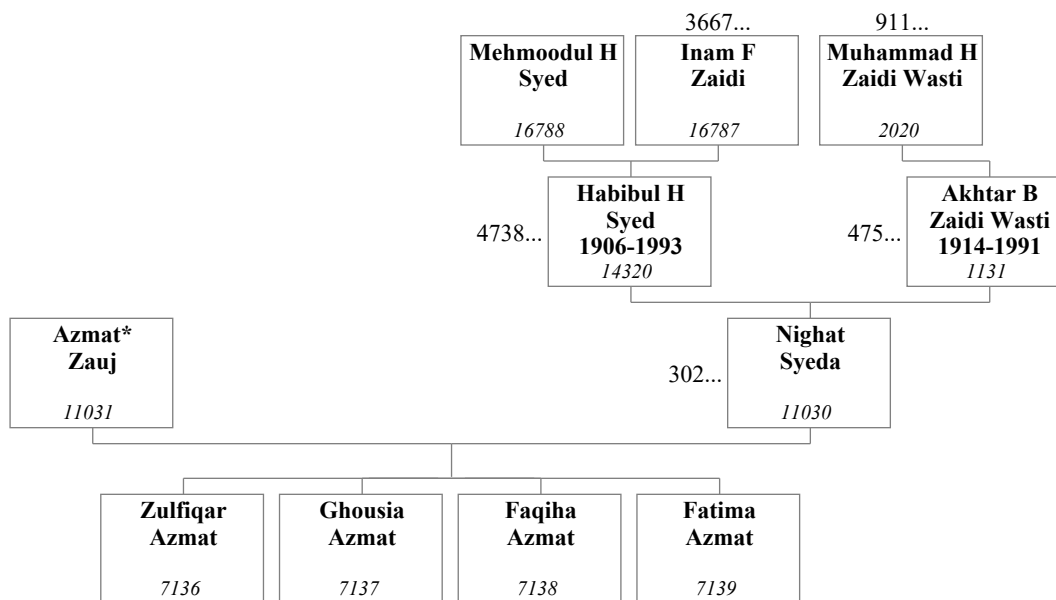 3667...
911...
Mehmoodul H
Syed
16788
Inam F
Zaidi
16787
Muhammad H
Zaidi Wasti
2020
4738...
Habibul H
Syed
1906-1993
14320
475...
Akhtar B
Zaidi Wasti
1914-1991
1131
Azmat*
Zauj
11031
302...
Nighat
Syeda
11030
Zulfiqar
Azmat
7136
Ghousia
Azmat
7137
Faqiha
Azmat
7138
Fatima
Azmat
7139